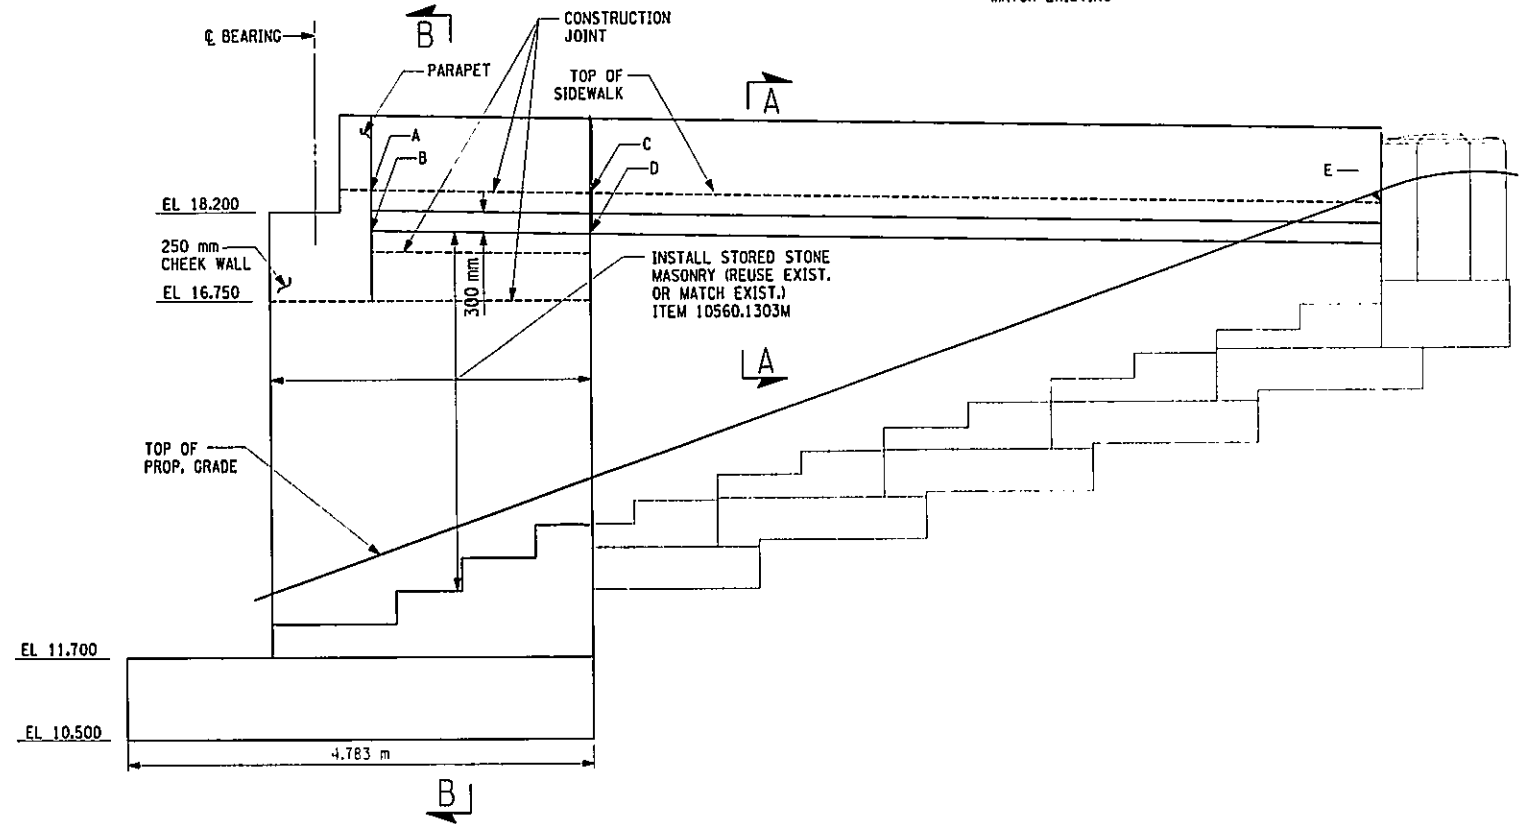 ℄ BEARING
B
CONSTRUCTION
JOINT
PARAPET
TOP OF
SIDEWALK
A
A
B
C
D
E
EL 18.200
250 mm
CHEEK WALL
EL 16.750
300 mm
INSTALL STORED STONE
MASONRY (REUSE EXIST.
OR MATCH EXIST.)
ITEM 10560.1303M
A
TOP OF
PROP. GRADE
EL 11.700
EL 10.500
4.783 m
B